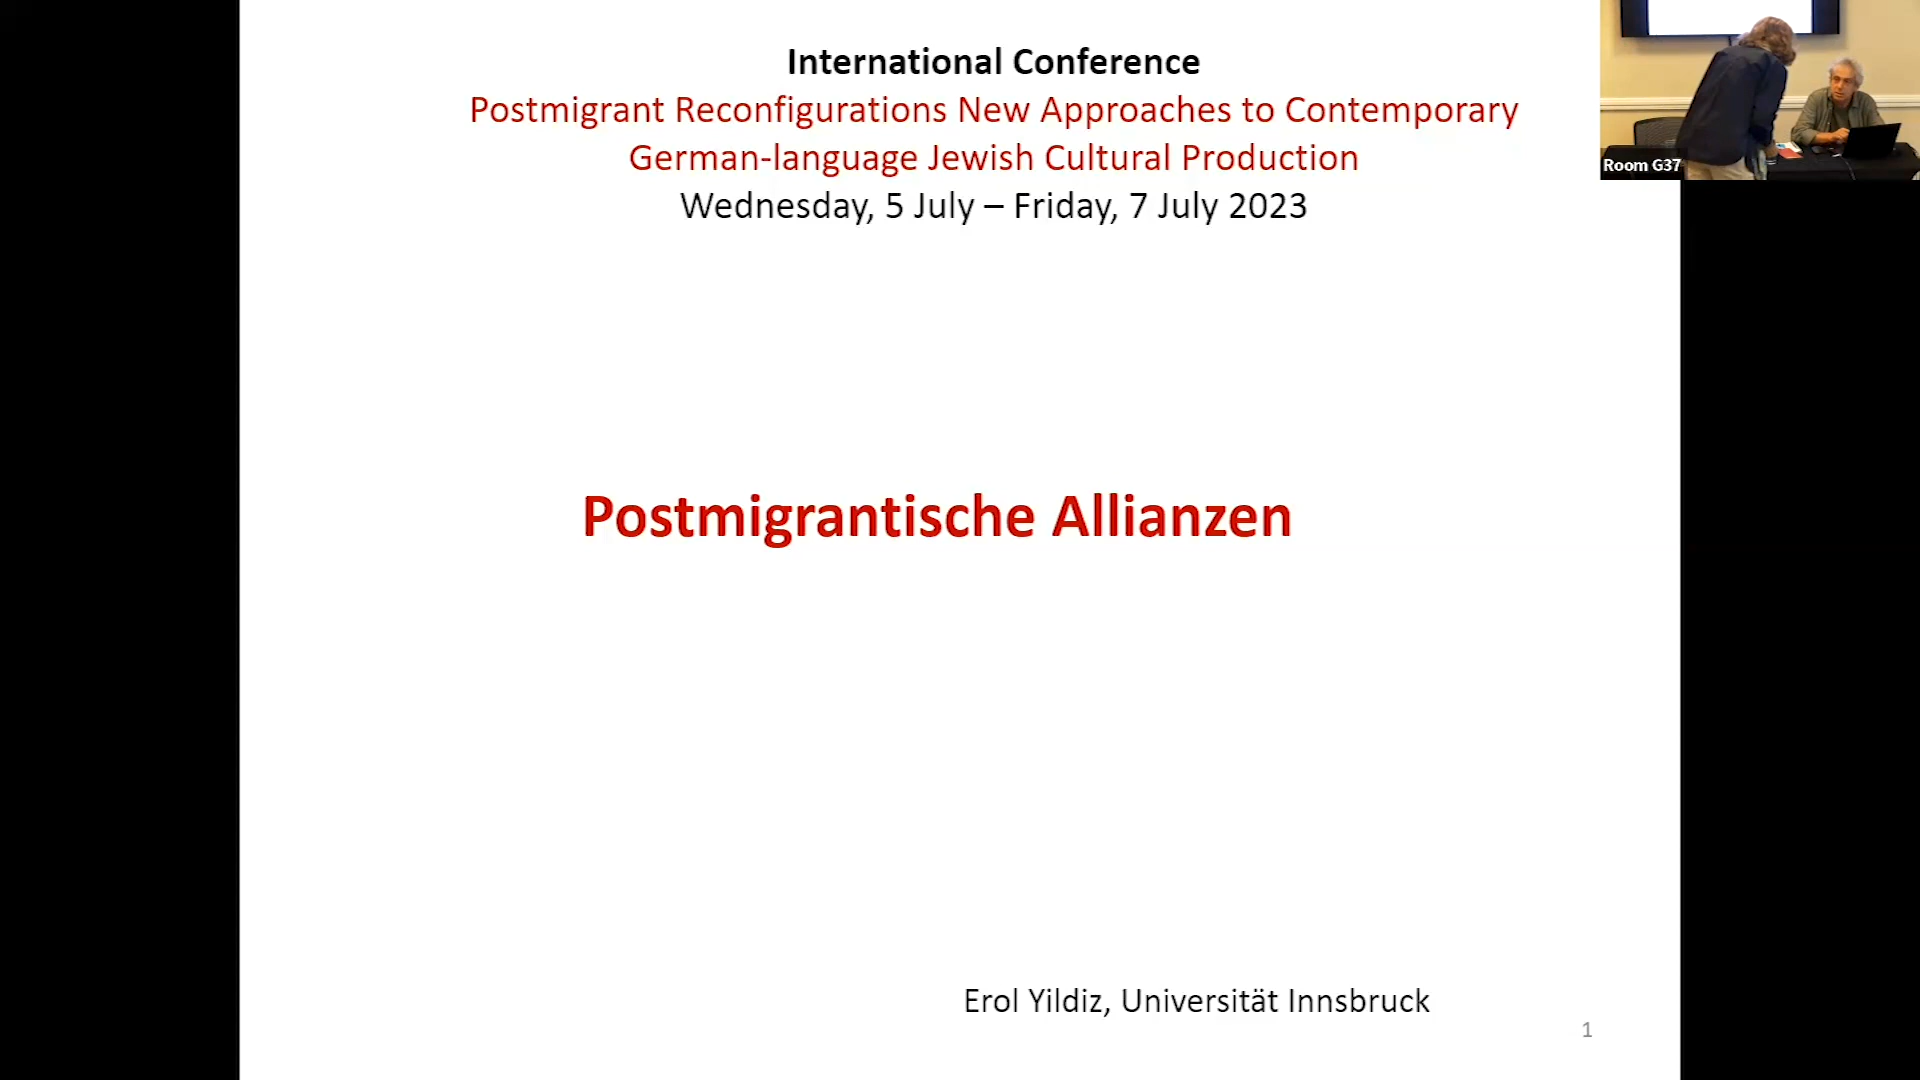 International Conference
Postmigrant Reconfigurations New Approaches to Contemporary
German-language Jewish Cultural Production
Wednesday, 5 July – Friday, 7 July 2023
Room G37
Postmigrantische Allianzen
Erol Yildiz, Universität Innsbruck
1